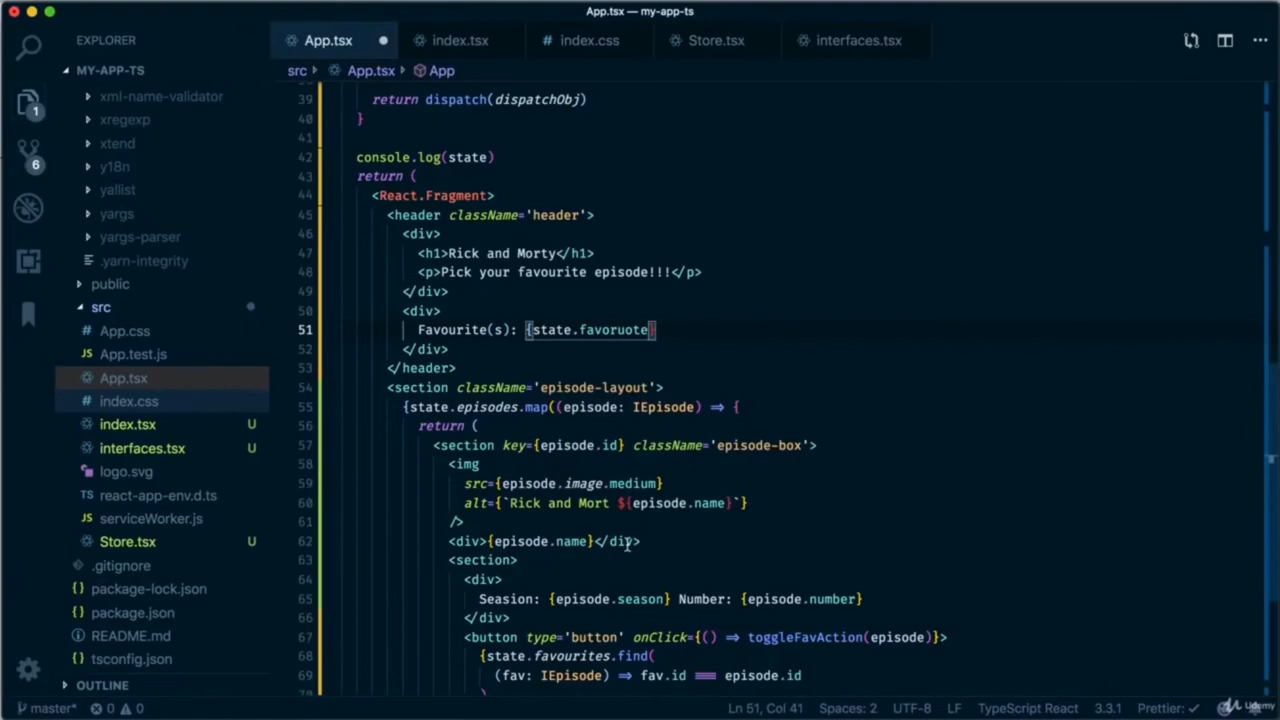 App.tsx — my-app-ts
EXPLORER
App.tsx
index.tsx
index.css
Store.tsx
interfaces.tsx
MY-APP-TS
src
App.tsx
App
xml-name-validator
xregexp
xtend
y18n
yallist
yargs
yargs-parser
.yarn-integrity
public
src
App.css
JS App.test.js
App.tsx
index.css
index.tsx U
interfaces.tsx U
logo.svg
TS react-app-env.d.ts
JS serviceWorker.js
Store.tsx U
.gitignore
{} package-lock.json
{} package.json
README.md
{} tsconfig.json
OUTLINE
1
6
39 return dispatch(dispatchObj)
40 }
41
42 console.log(state)
43 return (
44 <React.Fragment>
45 <header className='header'>
46 <div>
47 <h1>Rick and Morty</h1>
48 <p>Pick your favourite episode!!!</p>
49 </div>
50 <div>
51 Favourite(s): {state.favoruote}
52 </div>
53 </header>
54 <section className='episode-layout'>
55 {state.episodes.map((episode: IEpisode) => {
56 return (
57 <section key={episode.id} className='episode-box'>
58 <img
59 src={episode.image.medium}
60 alt={`Rick and Mort ${episode.name}`}
61 />
62 <div>{episode.name}</div>
63 <section>
64 <div>
65 Seasion: {episode.season} Number: {episode.number}
66 </div>
67 <button type='button' onClick={() => toggleFavAction(episode)}>
68 {state.favourites.find(
69 (fav: IEpisode) => fav.id === episode.id
master* 0 0
Ln 51, Col 41 Spaces: 2 UTF-8 LF TypeScript React 3.3.1 Prettier: ✓
Udemy